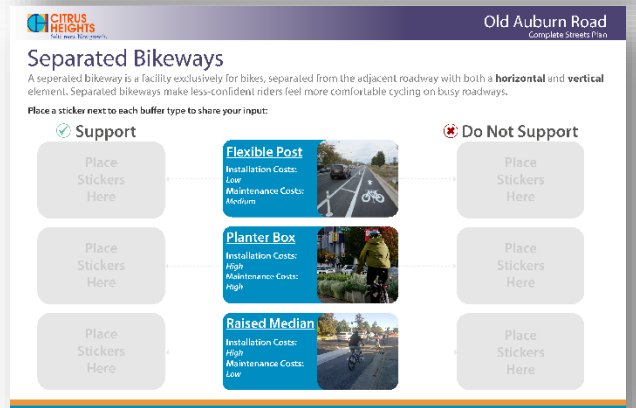 CITRUS
HEIGHTS
Old Auburn Road
Complete Streets Plan
Separated Bikeways
A seperated bikeway is a facility exclusively for bikes, separated from the adjacent roadway with both a horizontal and vertical
element. Separated bikeways make less-confident riders feel more comfortable cycling on busy roadways.
Place a sticker next to each buffer type to share your input:
Support
Do Not Support
Place
Stickers
Here
Flexible Post
Installation Costs:
Low
Maintenance Costs:
Medium
Place
Stickers
Here
Place
Stickers
Here
Planter Box
Installation Costs:
High
Maintenance Costs:
High
Place
Stickers
Here
Place
Stickers
Here
Raised Median
Installation Costs:
High
Maintenance Costs:
Low
Place
Stickers
Here